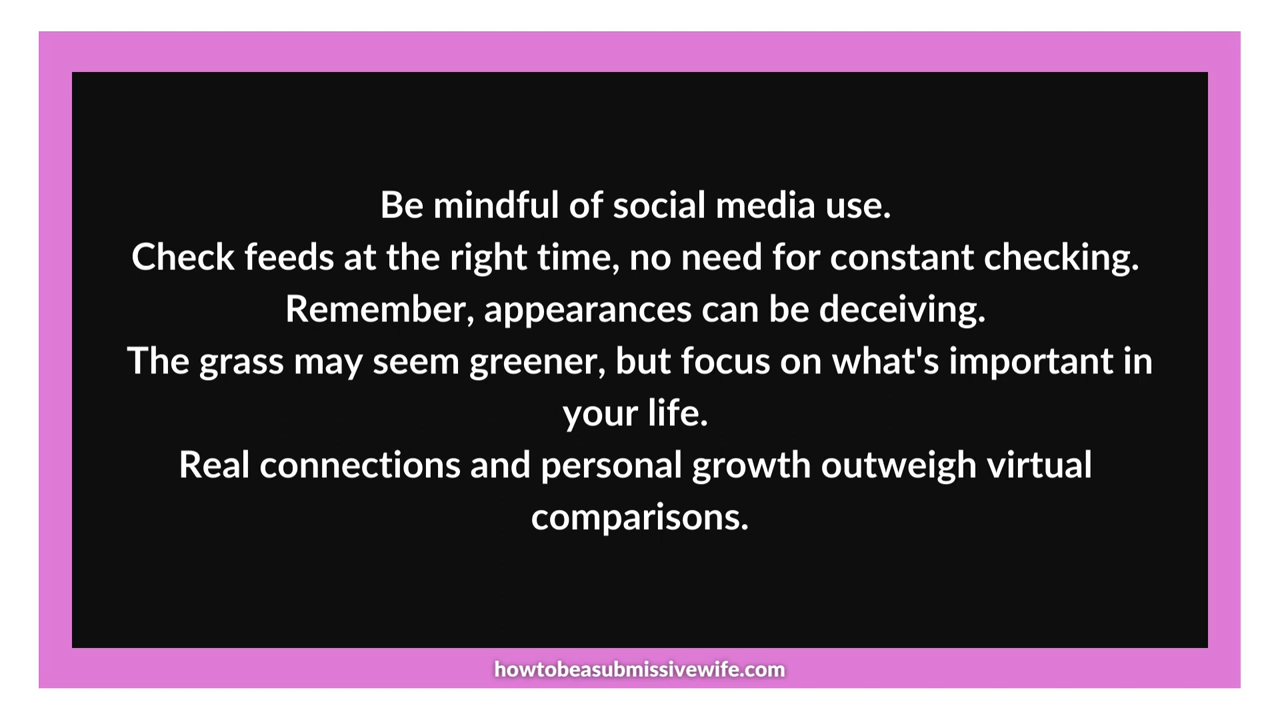 Be mindful of social media use.
Check feeds at the right time, no need for constant checking.
Remember, appearances can be deceiving.
The grass may seem greener, but focus on what's important in
your life.
Real connections and personal growth outweigh virtual
comparisons.
howtobeasubmissivewife.com